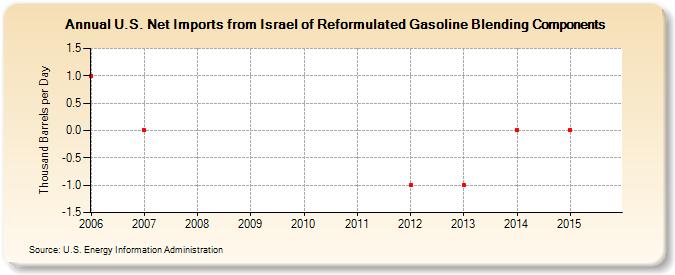 Annual U.S. Net Imports from Israel of Reformulated Gasoline Blending Components
Thousand Barrels per Day
1.5
1.0
0.5
0.0
-0.5
-1.0
-1.5
2006 2007 2008 2009 2010 2011 2012 2013 2014 2015
Source: U.S. Energy Information Administration